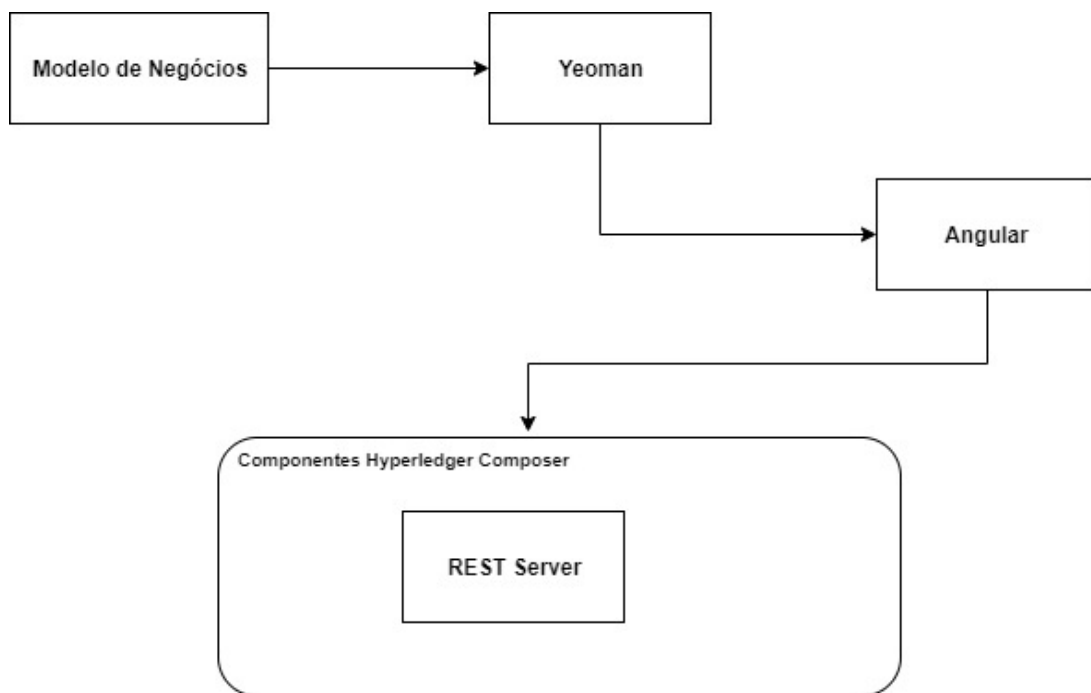 Modelo de Negócios
Yeoman
Angular
Componentes Hyperledger Composer
REST Server